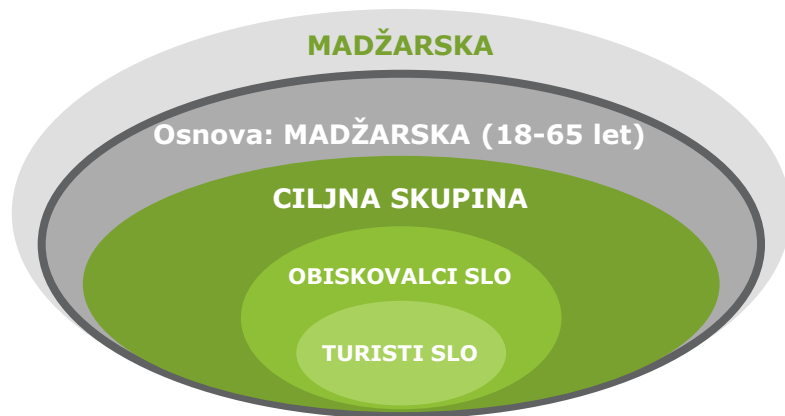 MADŽARSKA
Osnova: MADŽARSKA (18-65 let)
CILJNA SKUPINA
OBISKOVALCI SLO
TURISTI SLO